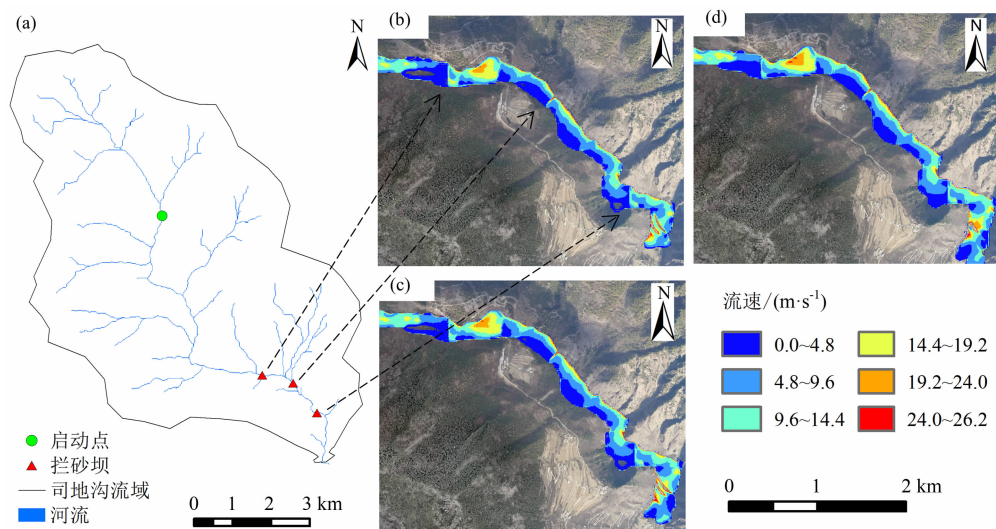 (a)
N
启动点
拦砂坝
司地沟流域
河流
0 1 2 3 km
(b)
N
(c)
N
(d)
N
流速/(m·s⁻¹)
0.0~4.8
4.8~9.6
9.6~14.4
14.4~19.2
19.2~24.0
24.0~26.2
0 1 2 km